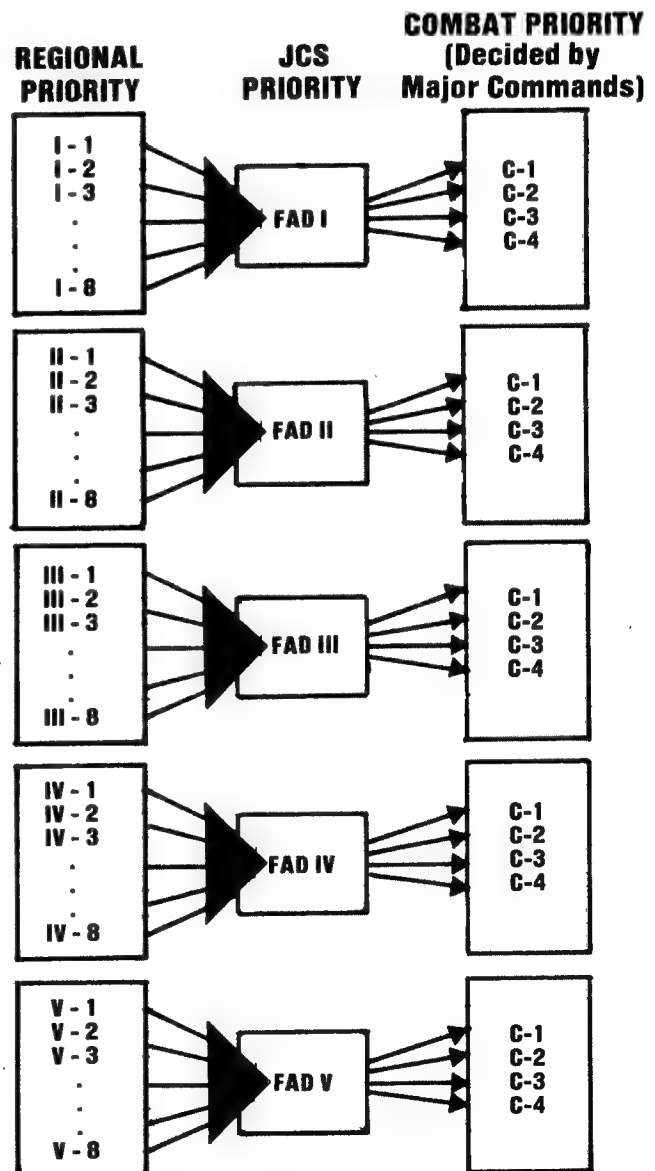 REGIONAL PRIORITY
JCS PRIORITY
COMBAT PRIORITY
(Decided by
Major Commands)
I - 1
I - 2
I - 3
.
.
.
I - 8
FAD I
C-1
C-2
C-3
C-4
II - 1
II - 2
II - 3
.
.
.
II - 8
FAD II
C-1
C-2
C-3
C-4
III - 1
III - 2
III - 3
.
.
.
III - 8
FAD III
C-1
C-2
C-3
C-4
IV - 1
IV - 2
IV - 3
.
.
.
IV - 8
FAD IV
C-1
C-2
C-3
C-4
V - 1
V - 2
V - 3
.
.
.
V - 8
FAD V
C-1
C-2
C-3
C-4